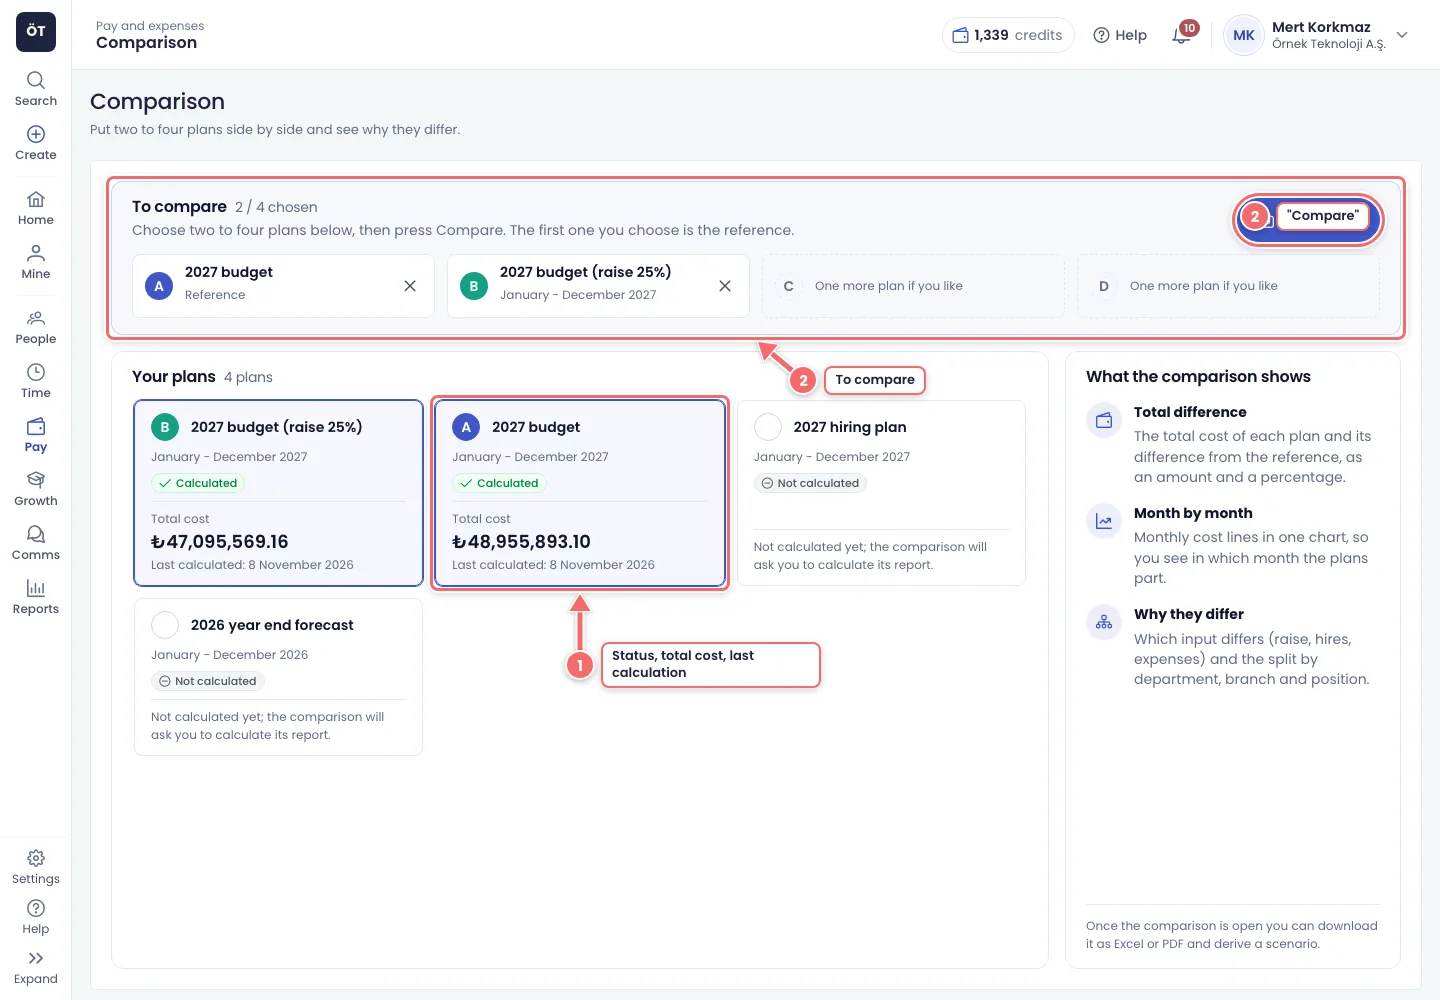 ÖT
Search
Create
Home
Mine
People
Time
Pay
Growth
Comms
Reports
Settings
Help
Expand
Pay and expenses
Comparison
1,339 credits
Help
10
MK
Mert Korkmaz
Örnek Teknoloji A.Ş.
Comparison
Put two to four plans side by side and see why they differ.
To compare 2 / 4 chosen
Choose two to four plans below, then press Compare. The first one you choose is the reference.
2 "Compare"
A
2027 budget
Reference
B
2027 budget (raise 25%)
January - December 2027
C One more plan if you like
D One more plan if you like
2 To compare
Your plans 4 plans
B 2027 budget (raise 25%)
January - December 2027
Calculated
Total cost
₺47,095,569.16
Last calculated: 8 November 2026
A 2027 budget
January - December 2027
Calculated
Total cost
₺48,955,893.10
Last calculated: 8 November 2026
2027 hiring plan
January - December 2027
Not calculated
Not calculated yet; the comparison will
ask you to calculate its report.
2026 year end forecast
January - December 2026
Not calculated
Not calculated yet; the comparison will
ask you to calculate its report.
1
Status, total cost, last
calculation
What the comparison shows
Total difference
The total cost of each plan and its
difference from the reference, as
an amount and a percentage.
Month by month
Monthly cost lines in one chart, so
you see in which month the plans
part.
Why they differ
Which input differs (raise, hires,
expenses) and the split by
department, branch and position.
Once the comparison is open you can download
it as Excel or PDF and derive a scenario.